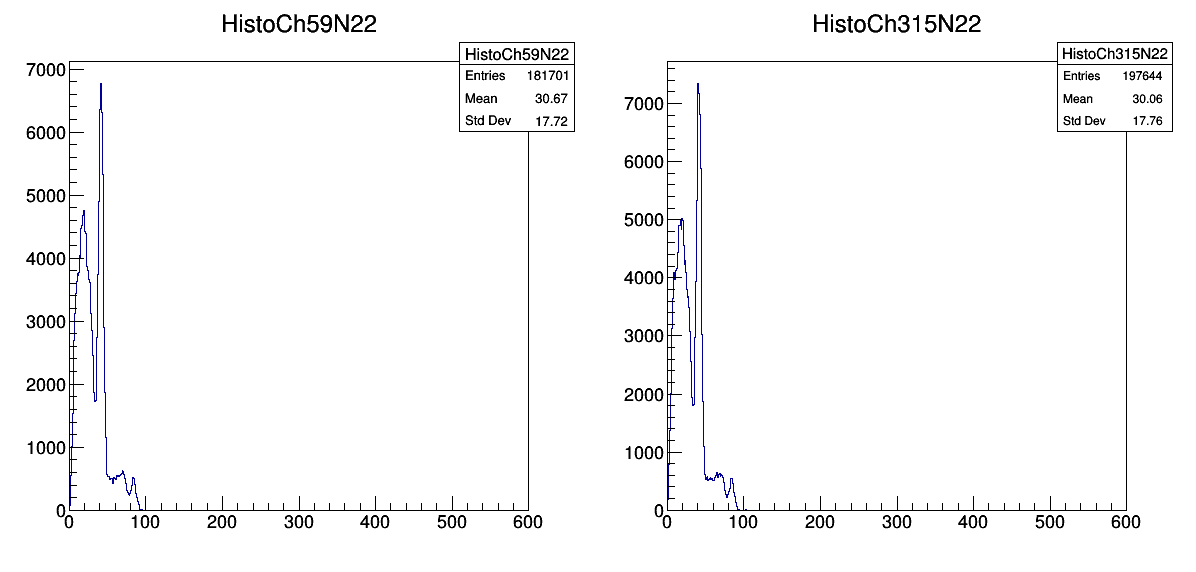 HistoCh59N22
HistoCh59N22
Entries 181701
Mean 30.67
Std Dev 17.72
7000
6000
5000
4000
3000
2000
1000
0
0 100 200 300 400 500 600
HistoCh315N22
HistoCh315N22
Entries 197644
Mean 30.06
Std Dev 17.76
7000
6000
5000
4000
3000
2000
1000
0
0 100 200 300 400 500 600